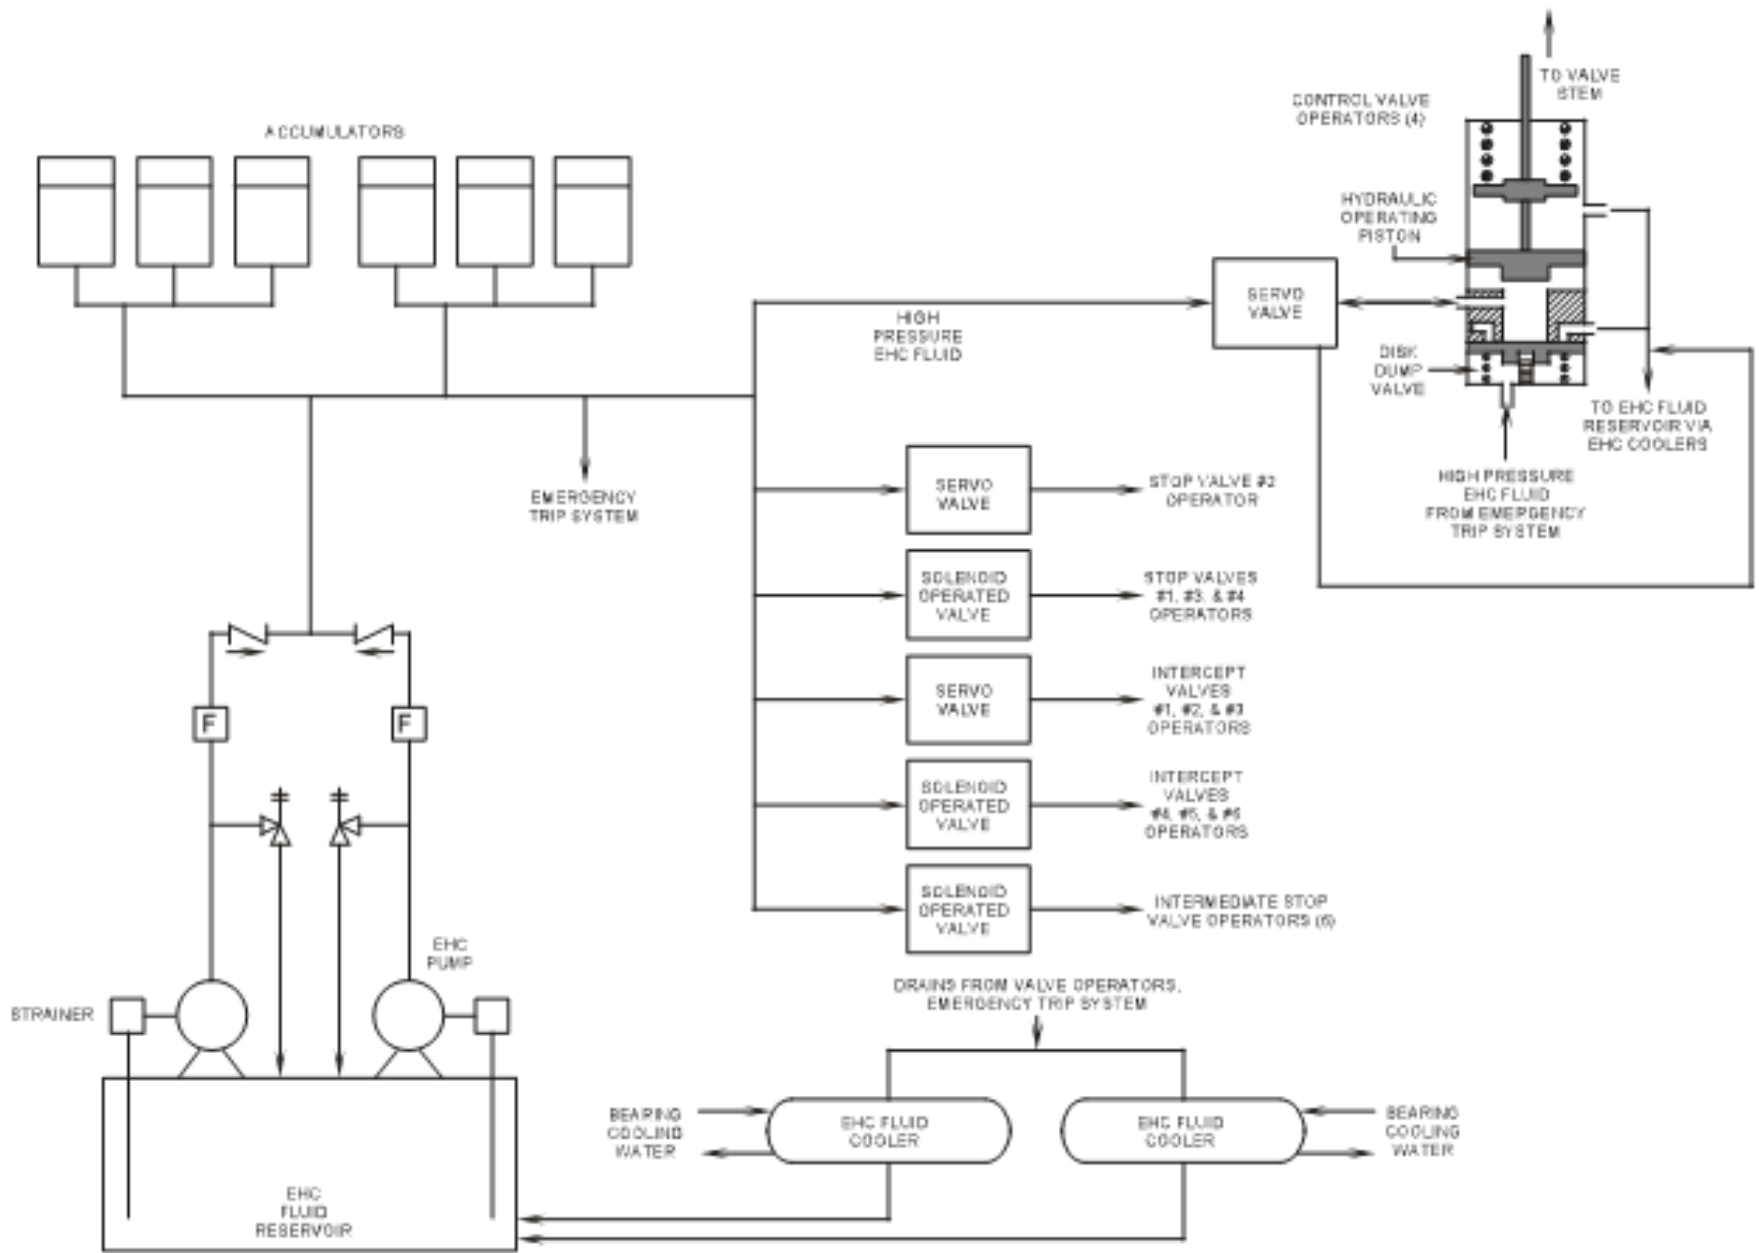 TO VALVE
STEM
CONTROL VALVE
OPERATORS (4)
ACCUMULATORS
HYDRAULIC
OPERATING
PISTON
SERVO
VALVE
HIGH
PRESSURE
EHC FLUID
DISK
DUMP
VALVE
TO EHC FLUID
RESERVOIR VIA
EHC COOLERS
HIGH PRESSURE
EHC FLUID
FROM EMERGENCY
TRIP SYSTEM
EMERGENCY
TRIP SYSTEM
SERVO
VALVE
STOP VALVE #2
OPERATOR
SOLENOID
OPERATED
VALVE
STOP VALVES
#1, #3, & #4
OPERATORS
SERVO
VALVE
INTERCEPT
VALVES
#1, #2, & #3
OPERATORS
F
F
SOLENOID
OPERATED
VALVE
INTERCEPT
VALVES
#4, #5, & #6
OPERATORS
SOLENOID
OPERATED
VALVE
INTERMEDIATE STOP
VALVE OPERATORS (6)
EHC
PUMP
STRAINER
DRAINS FROM VALVE OPERATORS,
EMERGENCY TRIP SYSTEM
BEARING
COOLING
WATER
EHC FLUID
COOLER
EHC FLUID
COOLER
BEARING
COOLING
WATER
EHC
FLUID
RESERVOIR